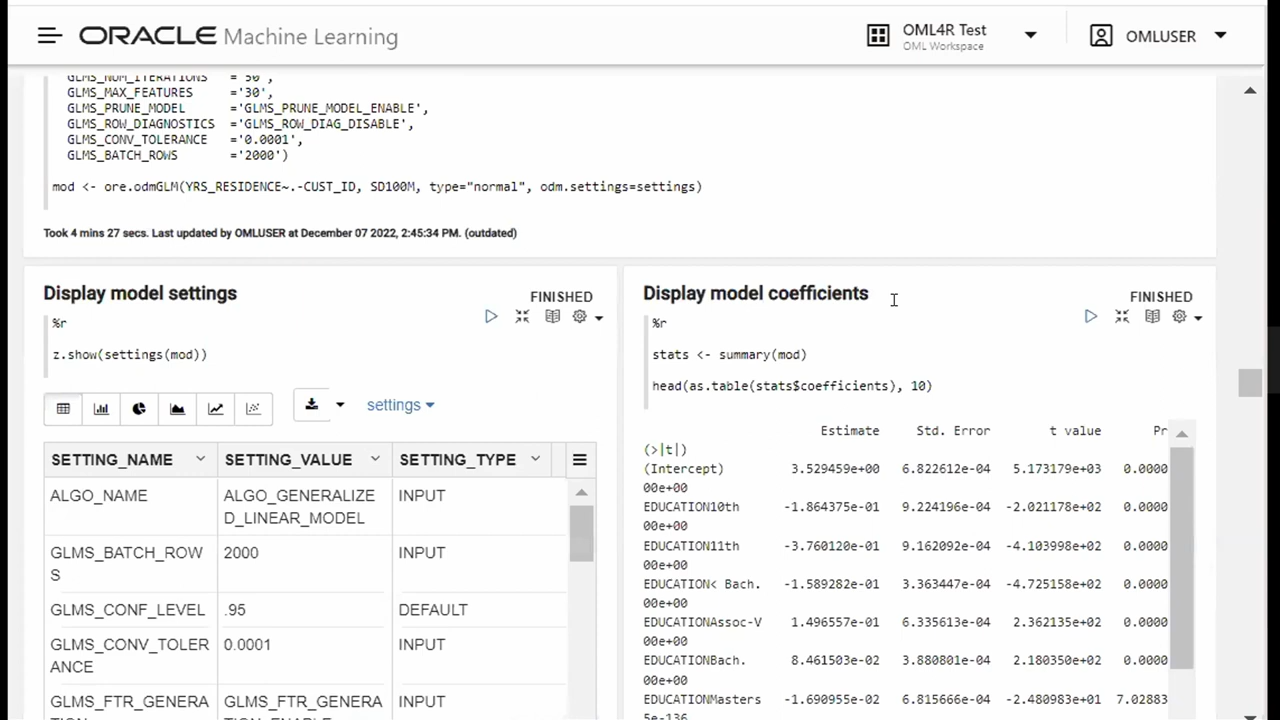 ORACLE Machine Learning
OML4R Test
OML Workspace
OMLUSER
GLMS_NUM_ITERATIONS = '50',
GLMS_MAX_FEATURES ='30',
GLMS_PRUNE_MODEL ='GLMS_PRUNE_MODEL_ENABLE',
GLMS_ROW_DIAGNOSTICS ='GLMS_ROW_DIAG_DISABLE',
GLMS_CONV_TOLERANCE ='0.0001',
GLMS_BATCH_ROWS ='2000')
mod <- ore.odmGLM(YRS_RESIDENCE~.-CUST_ID, SD100M, type="normal", odm.settings=settings)
Took 4 mins 27 secs. Last updated by OMLUSER at December 07 2022, 2:45:34 PM. (outdated)
Display model settings
FINISHED
%r
z.show(settings(mod))
settings
SETTING_NAME SETTING_VALUE SETTING_TYPE
ALGO_NAME ALGO_GENERALIZE INPUT
D_LINEAR_MODEL
GLMS_BATCH_ROW 2000 INPUT
S
GLMS_CONF_LEVEL .95 DEFAULT
GLMS_CONV_TOLER 0.0001 INPUT
ANCE
GLMS_FTR_GENERA GLMS_FTR_GENERA INPUT
TION TION_ENABLE
Display model coefficients
FINISHED
%r
stats <- summary(mod)
head(as.table(stats$coefficients), 10)
Estimate Std. Error t value Pr
(>|t|)
(Intercept) 3.529459e+00 6.822612e-04 5.173179e+03 0.0000
00e+00
EDUCATION10th -1.864375e-01 9.224196e-04 -2.021178e+02 0.0000
00e+00
EDUCATION11th -3.760120e-01 9.162092e-04 -4.103998e+02 0.0000
00e+00
EDUCATION< Bach. -1.589282e-01 3.363447e-04 -4.725158e+02 0.0000
00e+00
EDUCATIONAssoc-V 1.496557e-01 6.335613e-04 2.362135e+02 0.0000
00e+00
EDUCATIONBach. 8.461503e-02 3.880801e-04 2.180350e+02 0.0000
00e+00
EDUCATIONMasters -1.690955e-02 6.815666e-04 -2.480983e+01 7.02883
5e-136